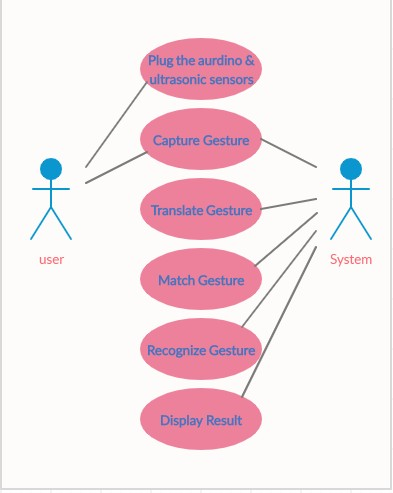 Plug the aurdino &
ultrasonic sensors
Capture Gesture
Translate Gesture
user
System
Match Gesture
Recognize Gesture
Display Result